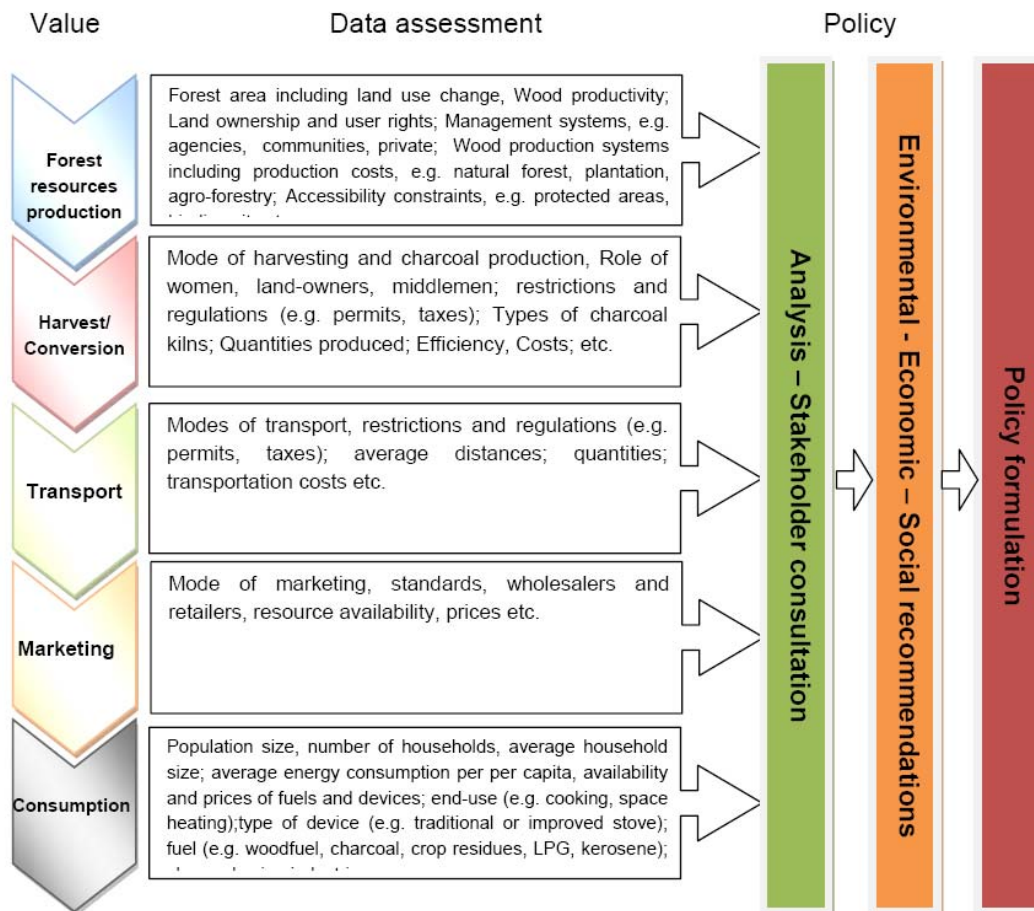 Value
Data assessment
Policy
Forest
resources
production
Forest area including land use change, Wood productivity;
Land ownership and user rights; Management systems, e.g.
agencies, communities, private; Wood production systems
including production costs, e.g. natural forest, plantation,
agro-forestry; Accessibility constraints, e.g. protected areas,
Harvest/
Conversion
Mode of harvesting and charcoal production, Role of
women, land-owners, middlemen; restrictions and
regulations (e.g. permits, taxes); Types of charcoal
kilns; Quantities produced; Efficiency, Costs; etc.
Transport
Modes of transport, restrictions and regulations (e.g.
permits, taxes); average distances; quantities;
transportation costs etc.
Marketing
Mode of marketing, standards, wholesalers and
retailers, resource availability, prices etc.
Consumption
Population size, number of households, average household
size; average energy consumption per per capita, availability
and prices of fuels and devices; end-use (e.g. cooking, space
heating);type of device (e.g. traditional or improved stove);
fuel (e.g. woodfuel, charcoal, crop residues, LPG, kerosene);
Analysis – Stakeholder consultation
Environmental - Economic – Social recommendations
Policy formulation